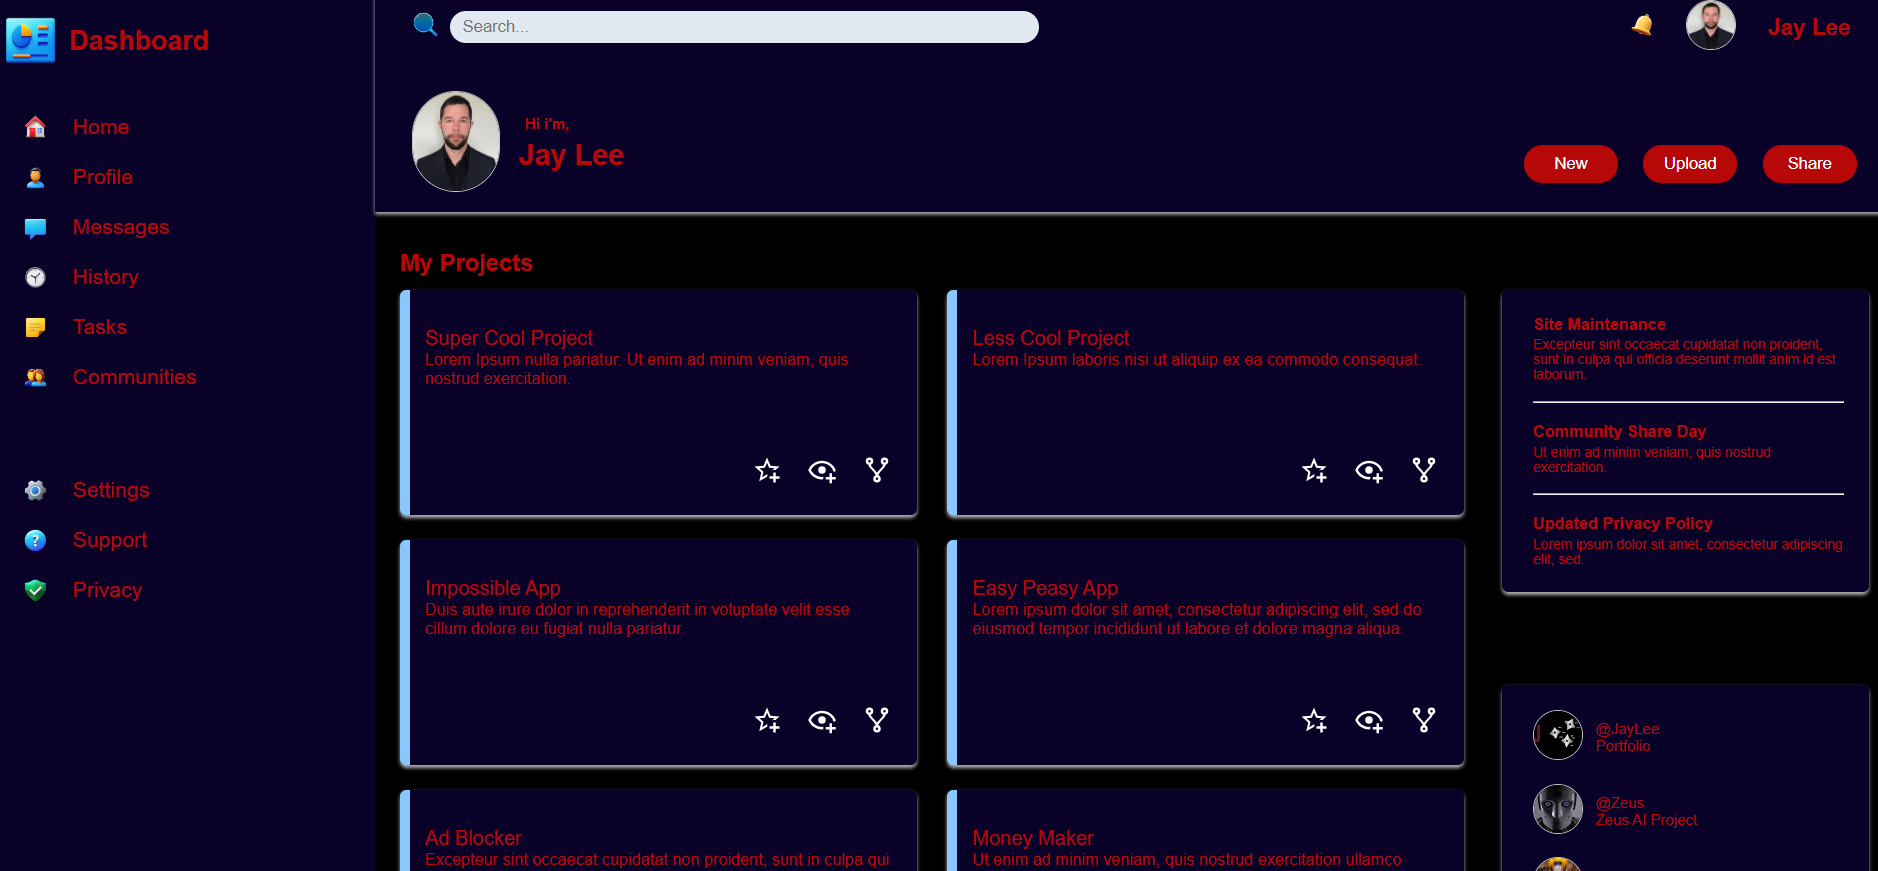 Dashboard
Home
Profile
Messages
History
Tasks
Communities
Settings
Support
Privacy
Search...
Jay Lee
Hi i'm,
Jay Lee
New
Upload
Share
My Projects
Super Cool Project
Lorem Ipsum nulla pariatur. Ut enim ad minim veniam, quis
nostrud exercitation.
Less Cool Project
Lorem Ipsum laboris nisi ut aliquip ex ea commodo consequat.
Impossible App
Duis aute irure dolor in reprehenderit in voluptate velit esse
cillum dolore eu fugiat nulla pariatur.
Easy Peasy App
Lorem ipsum dolor sit amet, consectetur adipiscing elit, sed do
eiusmod tempor incididunt ut labore et dolore magna aliqua.
Ad Blocker
Excepteur sint occaecat cupidatat non proident, sunt in culpa qui
Money Maker
Ut enim ad minim veniam, quis nostrud exercitation ullamco
Site Maintenance
Excepteur sint occaecat cupidatat non proident,
sunt in culpa qui officia deserunt mollit anim id est
laborum.
Community Share Day
Ut enim ad minim veniam, quis nostrud
exercitation.
Updated Privacy Policy
Lorem ipsum dolor sit amet, consectetur adipiscing
elit, sed.
@JayLee
Portfolio
@Zeus
Zeus AI Project